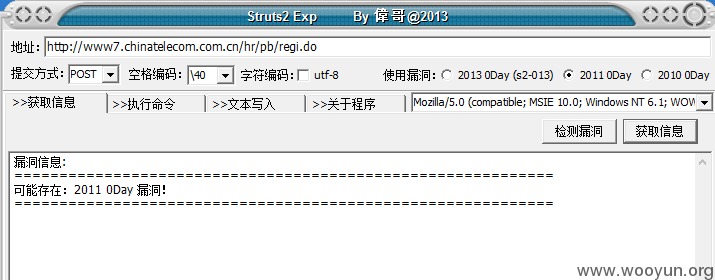 Struts2 Exp By 偉哥@2013
地址: http://www7.chinatelecom.com.cn/hr/pb/regi.do
提交方式: POST 空格编码: \40 字符编码: utf-8 使用漏洞: 2013 0Day (s2-013) 2011 0Day 2010 0Day
>>获取信息 >>执行命令 >>文本写入 >>关于程序 Mozilla/5.0 (compatible; MSIE 10.0; Windows NT 6.1; WOW
检测漏洞 获取信息
漏洞信息:
============================================================
可能存在: 2011 0Day 漏洞!
============================================================
www.wooyun.org